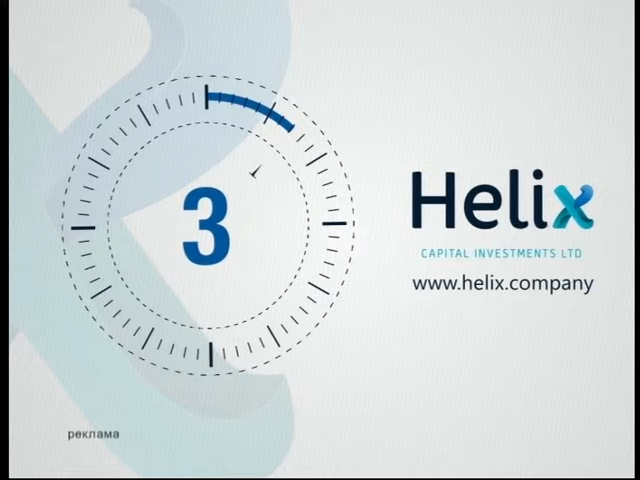 3
Helix
CAPITAL INVESTMENTS LTD
www.helix.company
реклама